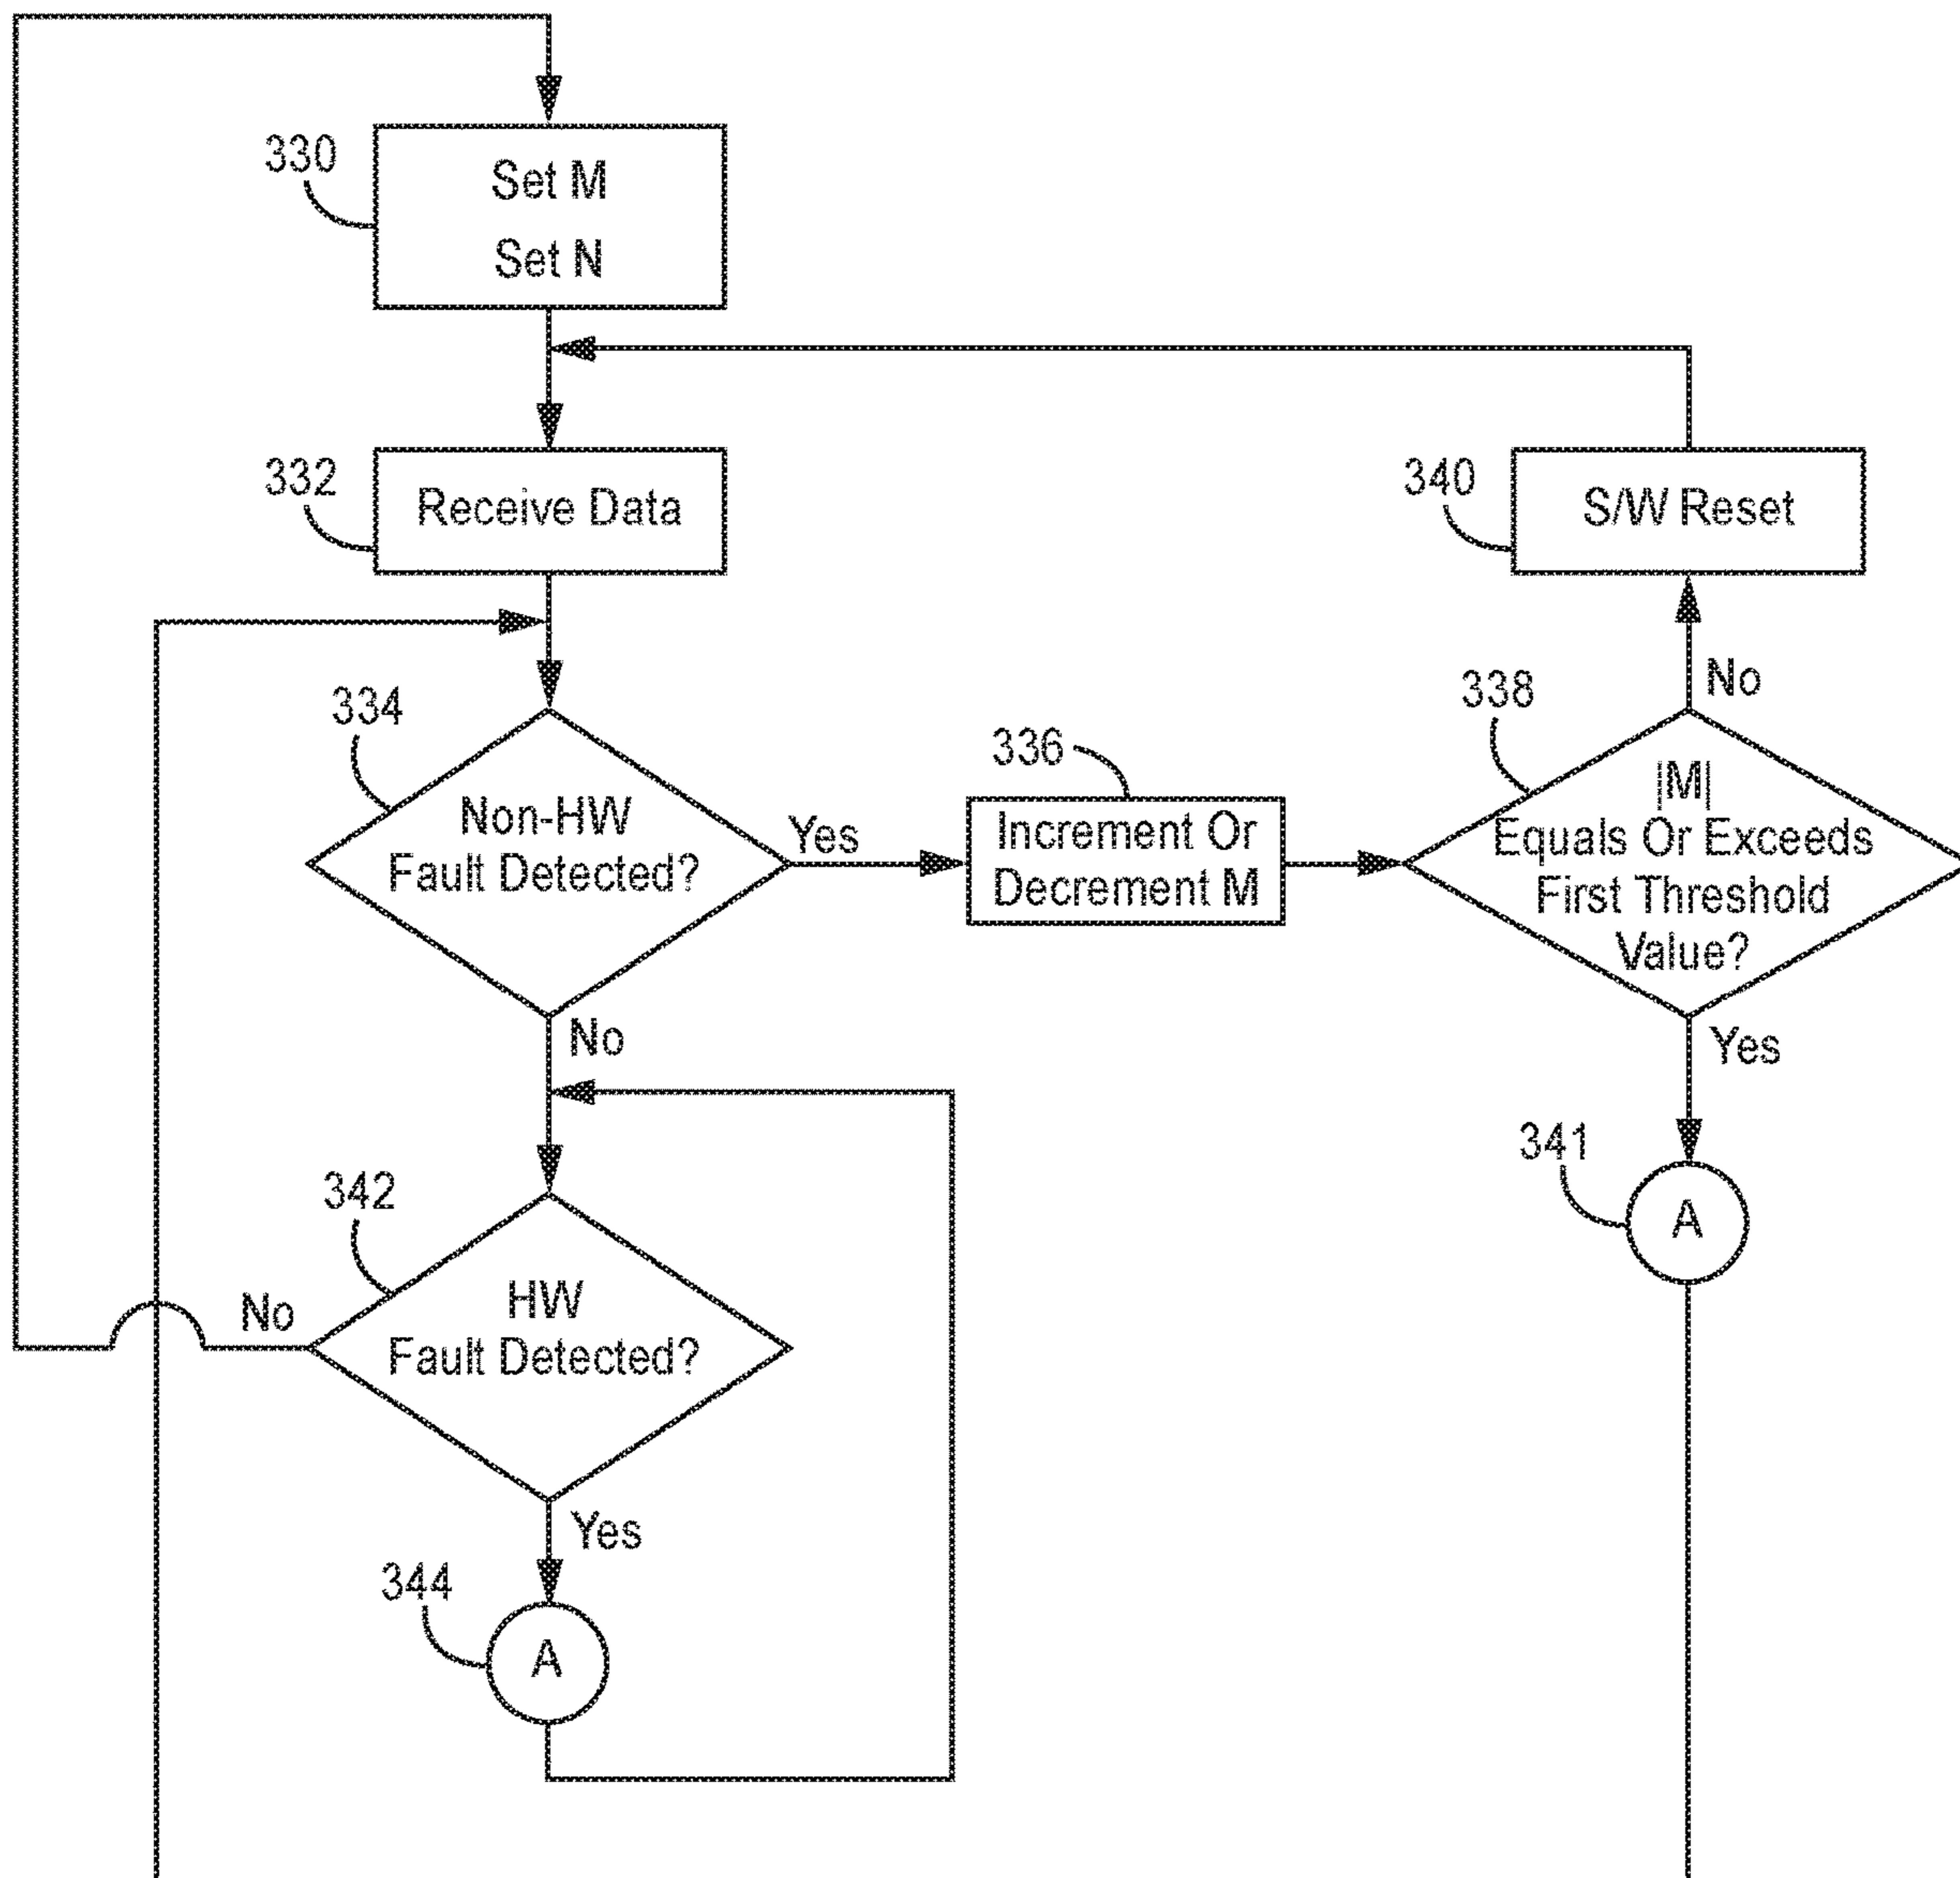 330
Set M
Set N
332
Receive Data
340
S/W Reset
334
Non-HW
Fault Detected?
Yes
336
Increment Or
Decrement M
338
|M|
Equals Or Exceeds
First Threshold
Value?
No
No
Yes
341
A
342
HW
Fault Detected?
No
Yes
344
A